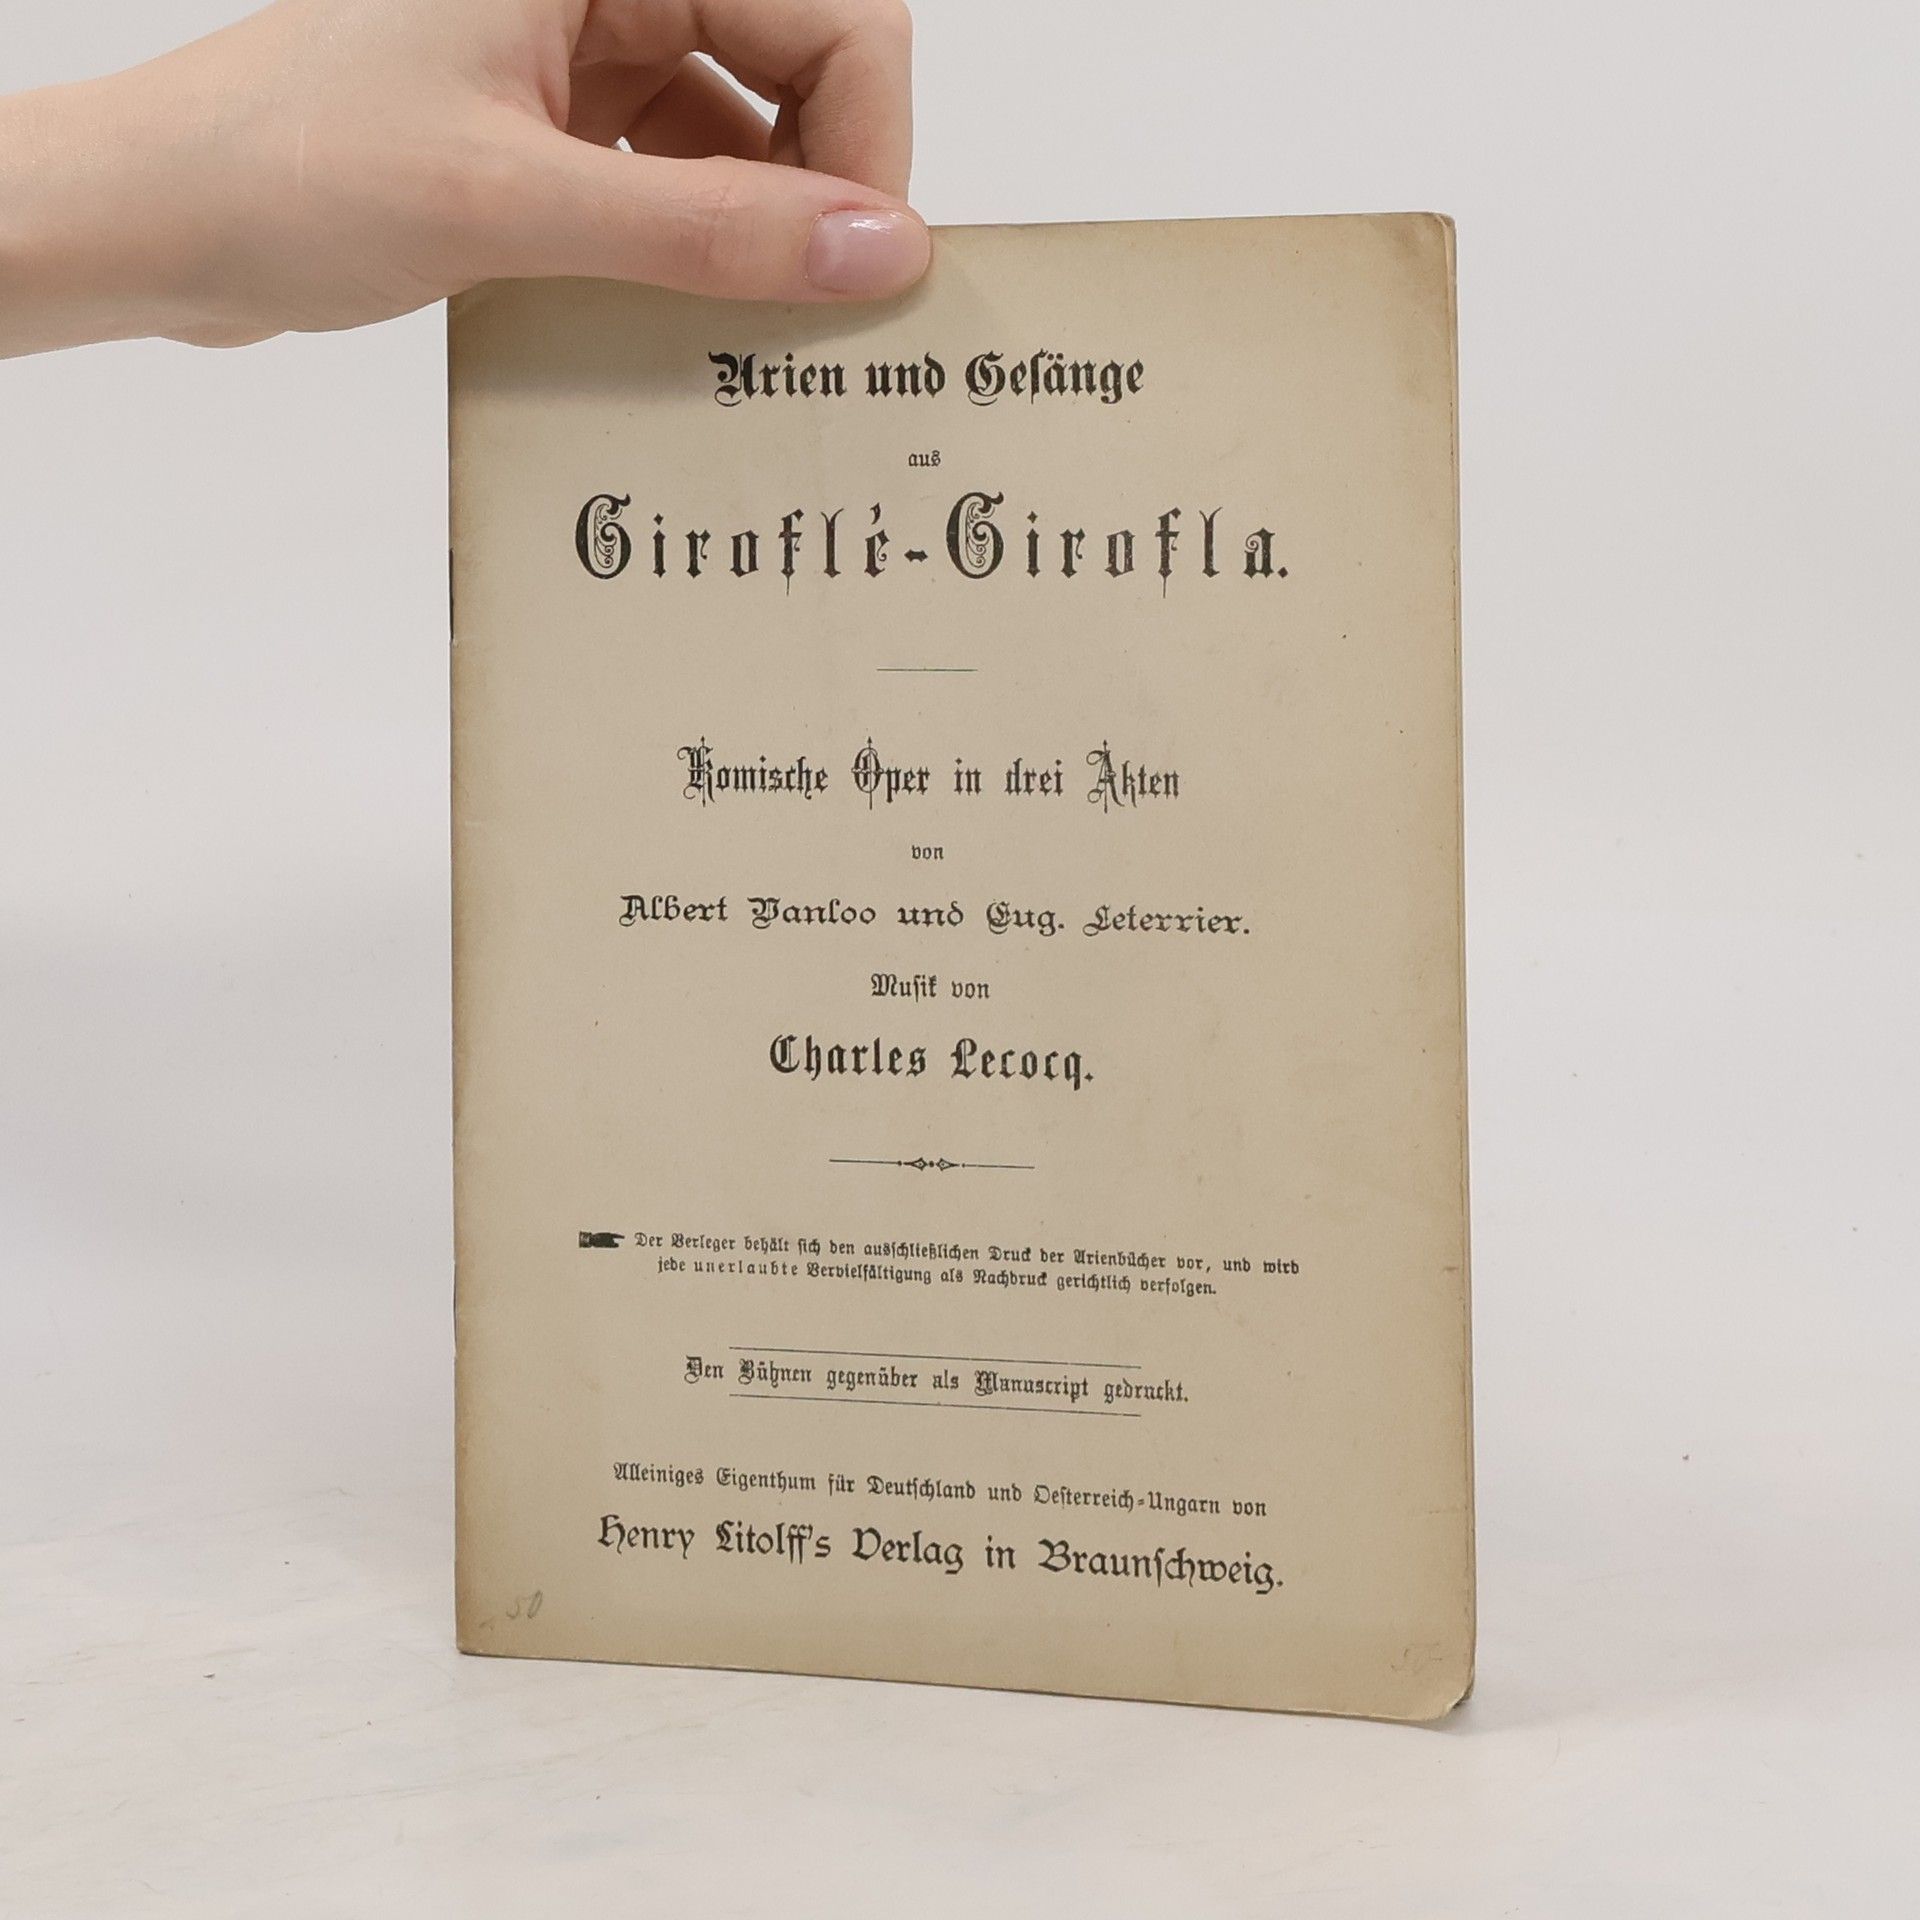 Arien und Geſänge
aus
Giroflé-Girofla.
Komische Oper in drei Akten
von
Albert Vanloo und Eug. Leterrier.
Muſik von
Charles Lecocq.
Der Verleger behält ſich den ausſchließlichen Druck der Arienbücher vor, und wird
jede unerlaubte Vervielfältigung als Nachdruck gerichtlich verfolgen.
Den Bühnen gegenüber als Manuscript gedruckt.
Alleiniges Eigenthum für Deutſchland und Oeſterreich-Ungarn von
Henry Litolff's Verlag in Braunſchweig.
50